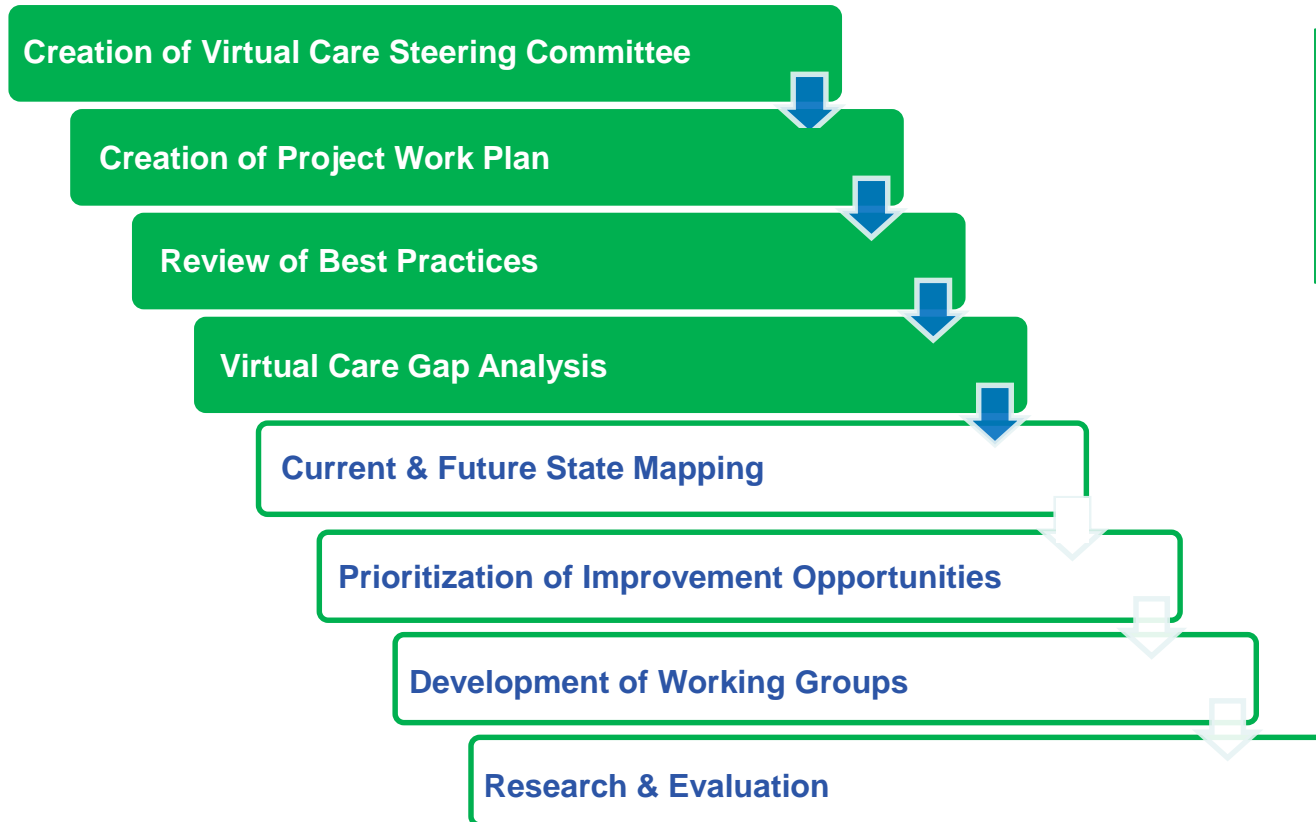 Creation of Virtual Care Steering Committee
Creation of Project Work Plan
Review of Best Practices
Virtual Care Gap Analysis
Current & Future State Mapping
Prioritization of Improvement Opportunities
Development of Working Groups
Research & Evaluation